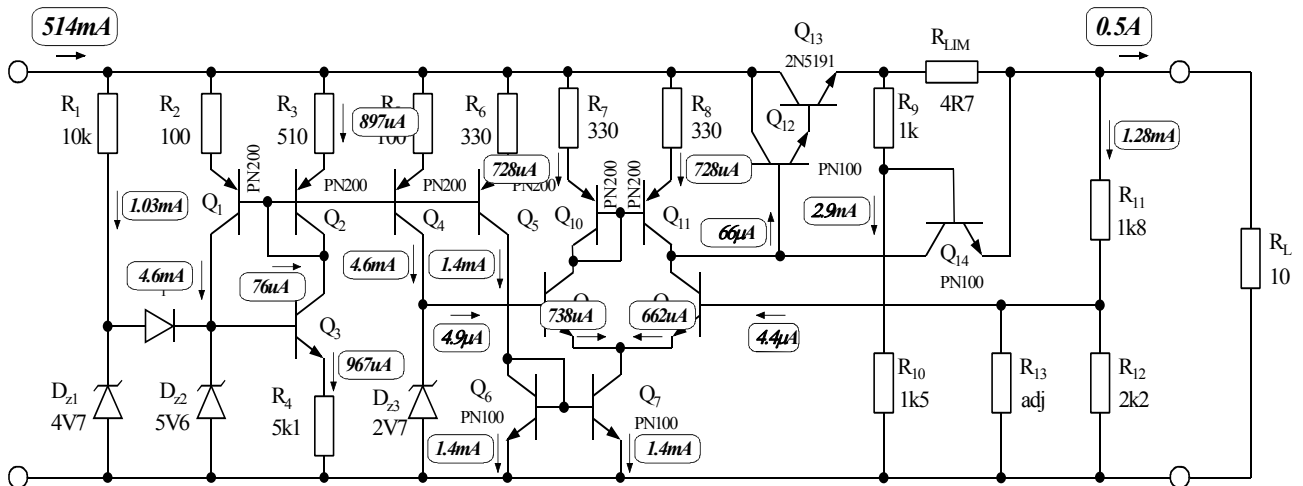 514mA
0.5A
Q13
2N5191
RLIM
4R7
R1
10k
R2
100
R3
510
897uA
100
R6
330
R7
330
R8
330
Q12
PN100
R9
1k
1.28mA
PN200
PN200
PN200
728uA
PN200
PN200
728uA
1.03mA
Q1
Q2
Q4
Q5
Q10
Q11
66µA
2.9mA
Q14
PN100
R11
1k8
RL
10
4.6mA
76uA
4.6mA
1.4mA
Q3
738uA
662uA
4.9µA
4.4µA
967uA
Dz1
4V7
Dz2
5V6
R4
5k1
Dz3
2V7
Q6
PN100
Q7
PN100
R10
1k5
R13
adj
R12
2k2
1.4mA
1.4mA